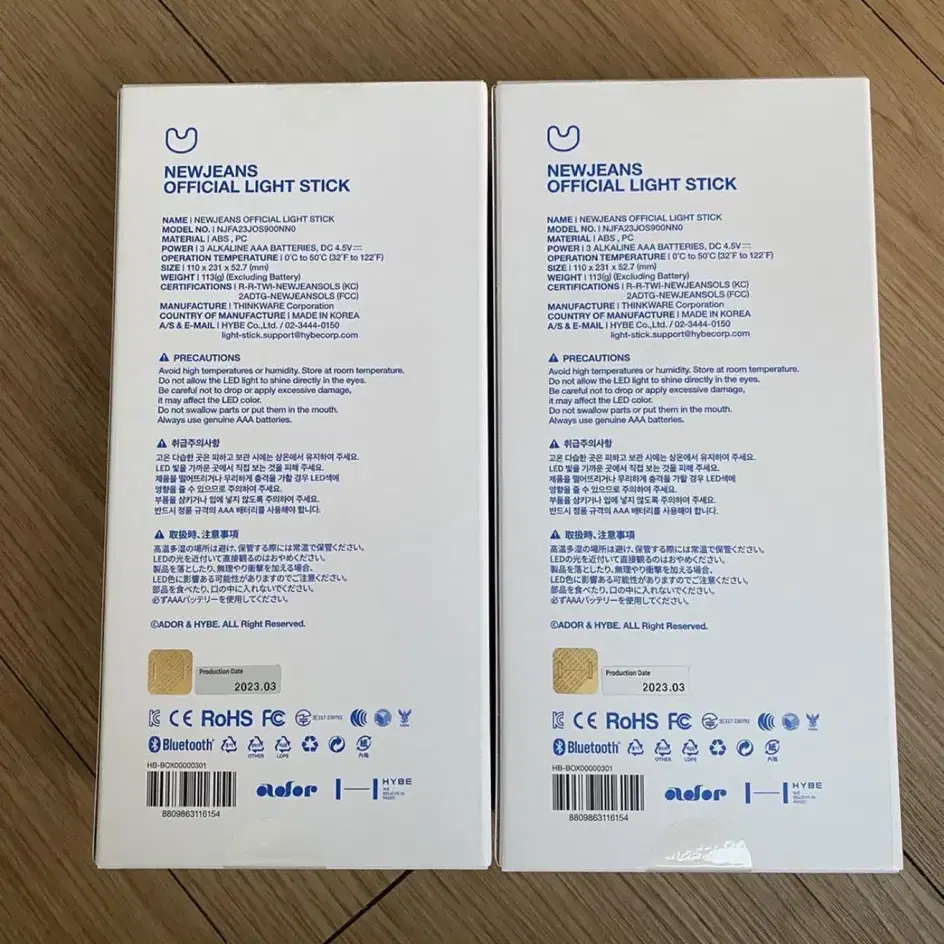 NEWJEANS
OFFICIAL LIGHT STICK
NAME | NEWJEANS OFFICIAL LIGHT STICK
MODEL NO. | NJFA23JOS900NN0
MATERIAL | ABS , PC
POWER | 3 ALKALINE AAA BATTERIES, DC 4.5V⎓
OPERATION TEMPERATURE | 0˚C to 50˚C (32˚F to 122˚F)
SIZE | 110 x 231 x 52.7 (mm)
WEIGHT | 113(g) (Excluding Battery)
CERTIFICATIONS | R-R-TWI-NEWJEANSOLS (KC)
2ADTG-NEWJEANSOLS (FCC)
MANUFACTURE | THINKWARE Corporation
COUNTRY OF MANUFACTURE | MADE IN KOREA
A/S & E-MAIL | HYBE Co.,Ltd. / 02-3444-0150
light-stick.support@hybecorp.com
PRECAUTIONS
Avoid high temperatures or humidity. Store at room temperature.
Do not allow the LED light to shine directly in the eyes.
Be careful not to drop or apply excessive damage,
it may affect the LED color.
Do not swallow parts or put them in the mouth.
Always use genuine AAA batteries.
취급주의사항
고온 다습한 곳은 피하고 보관 시에는 상온에서 유지하여 주세요.
LED 빛을 가까운 곳에서 직접 보는 것을 피해 주세요.
제품을 떨어뜨리거나 무리하게 충격을 가할 경우 LED색에
영향을 줄 수 있으므로 주의하여 주세요.
부품을 삼키거나 입에 넣지 않도록 주의하여 주세요.
반드시 정품 규격의 AAA 배터리를 사용해야 합니다.
取扱時、注意事項
高温多湿の場所は避け、保管する際には常温で保管ください。
LEDの光を近付いて直接観るのはおやめください。
製品を落としたり、無理やり衝撃を加える場合、
LED色に影響ある可能性がありますのでご注意ください。
部品を食べたり、口の中に入れないでください。
必ずAAAバッテリーを使用してください。
©ADOR & HYBE. ALL Right Reserved.
Production Date
2023.03
CE RoHS FC
Bluetooth®
OTHER LDPE
HB-BOX00000301
8809863116154
ador HYBE
WE
BELIEVE IN
MUSIC
NEWJEANS
OFFICIAL LIGHT STICK
NAME | NEWJEANS OFFICIAL LIGHT STICK
MODEL NO. | NJFA23JOS900NN0
MATERIAL | ABS , PC
POWER | 3 ALKALINE AAA BATTERIES, DC 4.5V⎓
OPERATION TEMPERATURE | 0˚C to 50˚C (32˚F to 122˚F)
SIZE | 110 x 231 x 52.7 (mm)
WEIGHT | 113(g) (Excluding Battery)
CERTIFICATIONS | R-R-TWI-NEWJEANSOLS (KC)
2ADTG-NEWJEANSOLS (FCC)
MANUFACTURE | THINKWARE Corporation
COUNTRY OF MANUFACTURE | MADE IN KOREA
A/S & E-MAIL | HYBE Co.,Ltd. / 02-3444-0150
light-stick.support@hybecorp.com
PRECAUTIONS
Avoid high temperatures or humidity. Store at room temperature.
Do not allow the LED light to shine directly in the eyes.
Be careful not to drop or apply excessive damage,
it may affect the LED color.
Do not swallow parts or put them in the mouth.
Always use genuine AAA batteries.
취급주의사항
고온 다습한 곳은 피하고 보관 시에는 상온에서 유지하여 주세요.
LED 빛을 가까운 곳에서 직접 보는 것을 피해 주세요.
제품을 떨어뜨리거나 무리하게 충격을 가할 경우 LED색에
영향을 줄 수 있으므로 주의하여 주세요.
부품을 삼키거나 입에 넣지 않도록 주의하여 주세요.
반드시 정품 규격의 AAA 배터리를 사용해야 합니다.
取扱時、注意事項
高温多湿の場所は避け、保管する際には常温で保管ください。
LEDの光を近付いて直接観るのはおやめください。
製品を落としたり、無理やり衝撃を加える場合、
LED色に影響ある可能性がありますのでご注意ください。
部品を食べたり、口の中に入れないでください。
必ずAAAバッテリーを使用してください。
©ADOR & HYBE. ALL Right Reserved.
Production Date
2023.03
CE RoHS FC
Bluetooth®
OTHER LDPE
HB-BOX00000301
8809863116154
ador HYBE
WE
BELIEVE IN
MUSIC